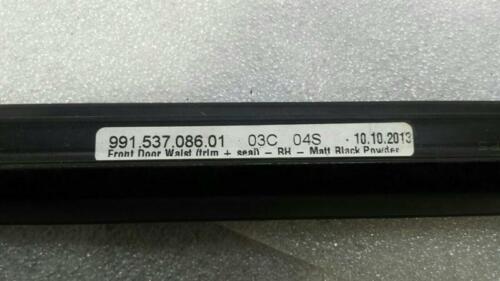 991.537.086.01 03C 04S · 10.10.2013
Front Door Waist (trim + seal) - RH - Matt Black Powder